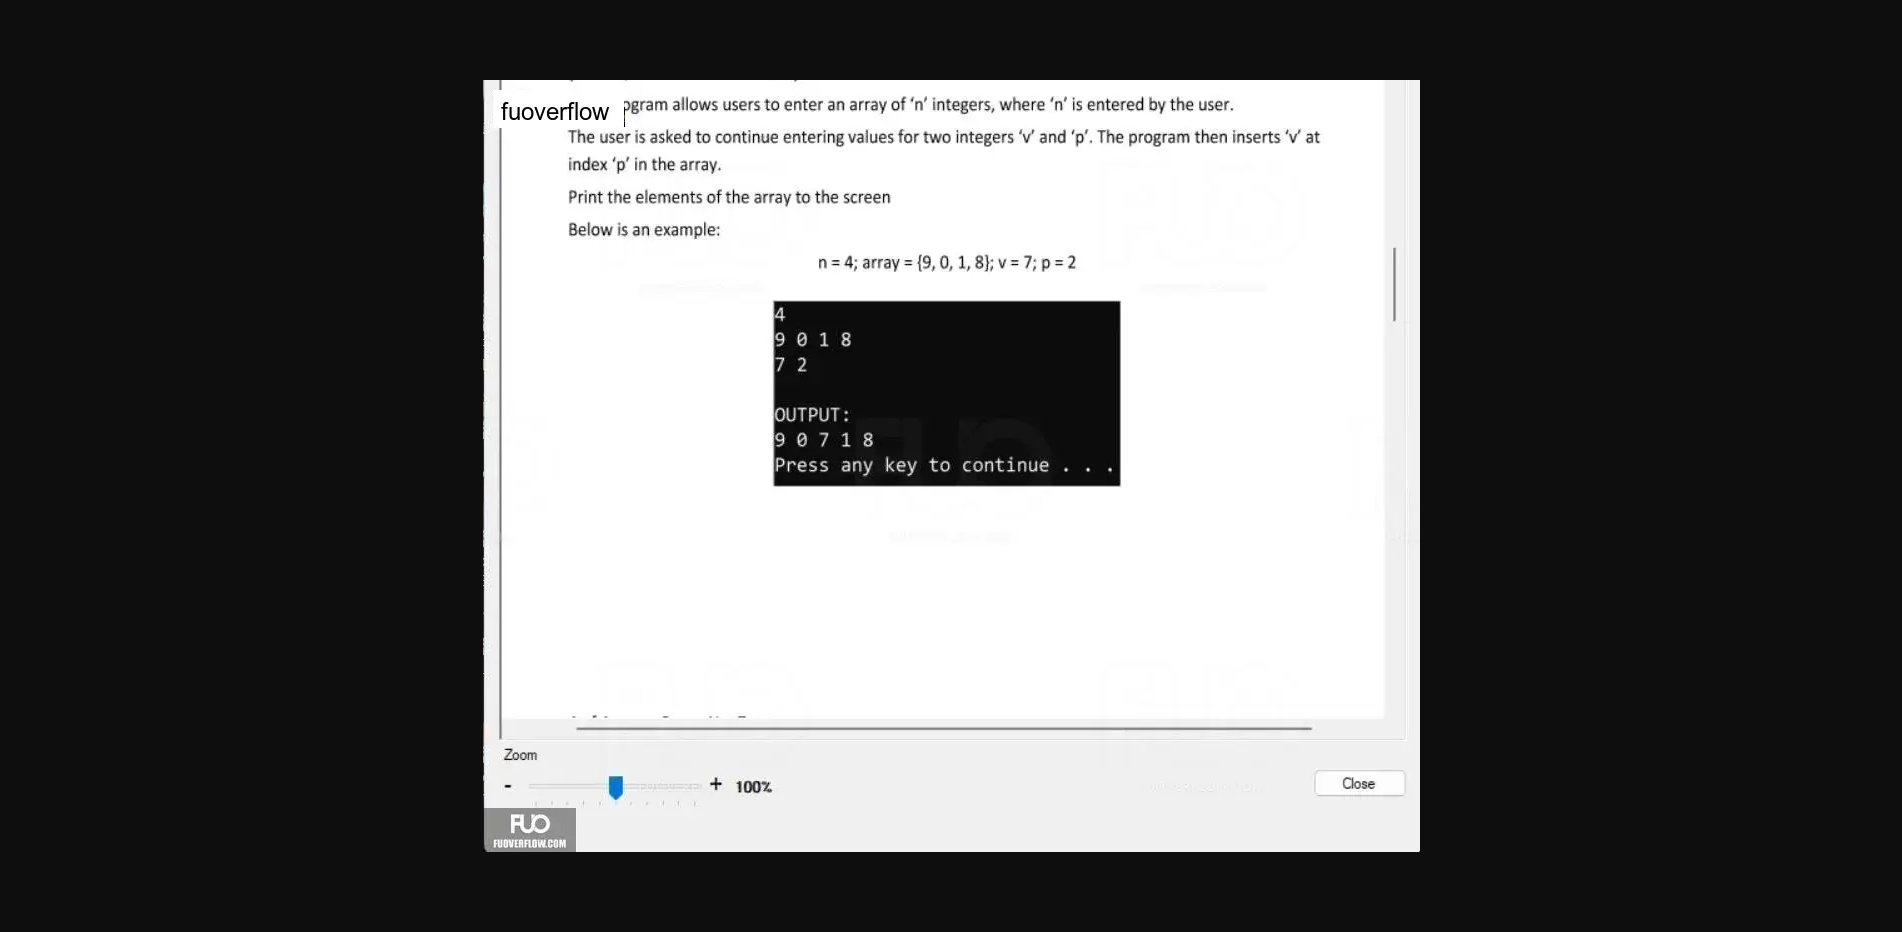 fuoverflow
ogram allows users to enter an array of ‘n’ integers, where ‘n’ is entered by the user.
The user is asked to continue entering values for two integers ‘v’ and ‘p’. The program then inserts ‘v’ at
index ‘p’ in the array.
Print the elements of the array to the screen
Below is an example:
n = 4; array = {9, 0, 1, 8}; v = 7; p = 2
4
9 0 1 8
7 2
OUTPUT:
9 0 7 1 8
Press any key to continue . . .
Zoom
- + 100%
Close
FUO
FUOVERFLOW.COM